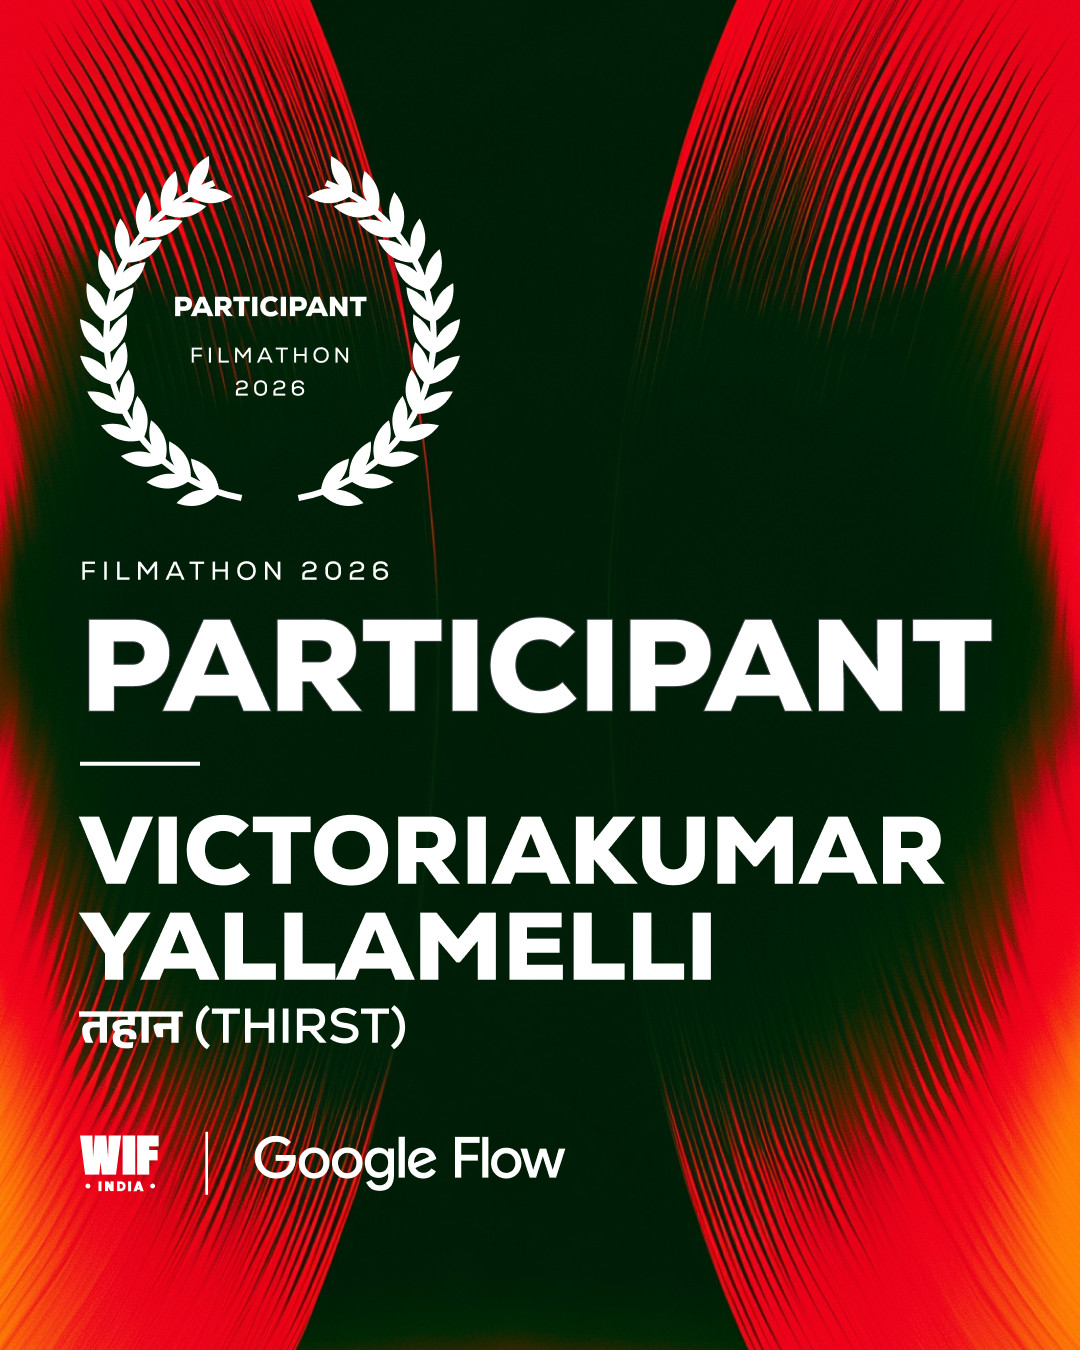 PARTICIPANT
FILMATHON
2026
FILMATHON 2026
PARTICIPANT
VICTORIAKUMAR
YALLAMELLI
तहान (THIRST)
WIF
• INDIA •
Google Flow